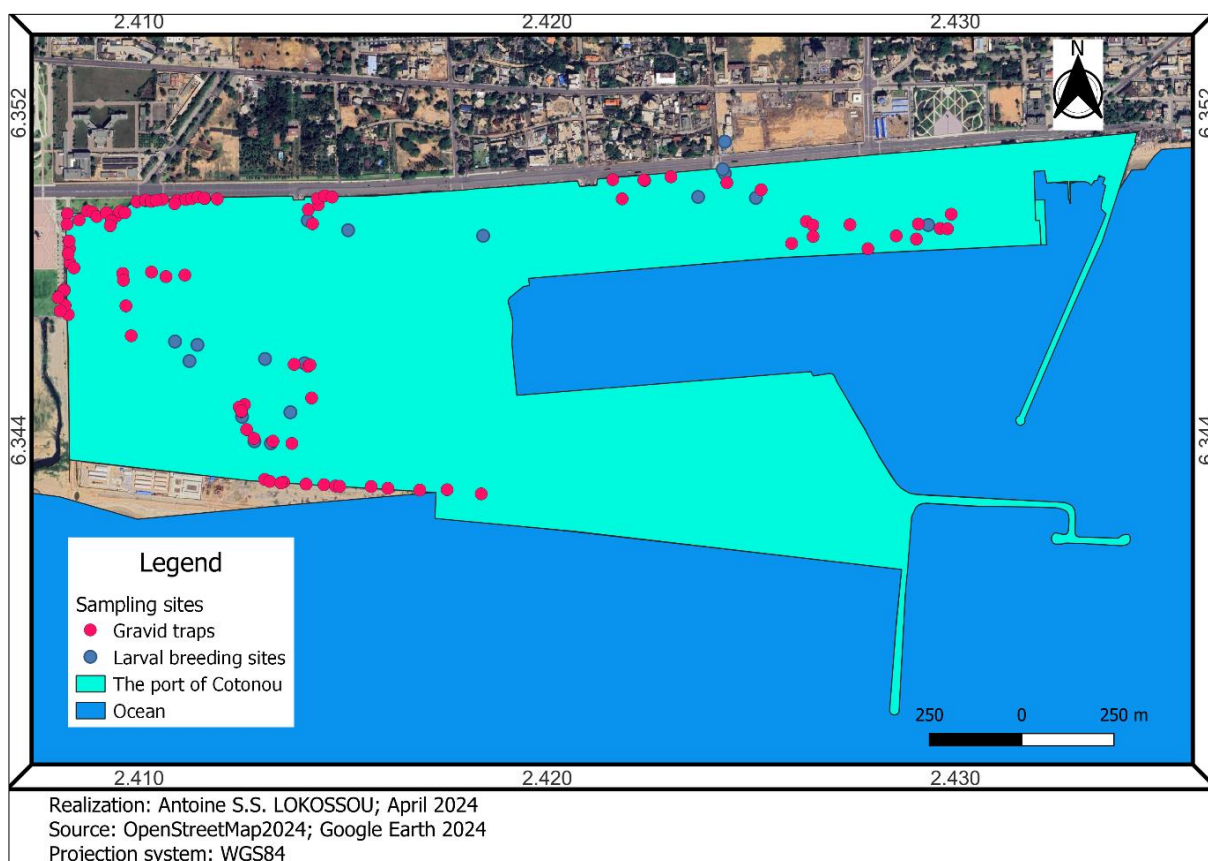 2.410 2.420 2.430
N
6.352 6.352
6.344 6.344
Legend
Sampling sites
Gravid traps
Larval breeding sites
The port of Cotonou
Ocean
250 0 250 m
2.410 2.420 2.430
Realization: Antoine S.S. LOKOSSOU; April 2024
Source: OpenStreetMap2024; Google Earth 2024
Projection system: WGS84